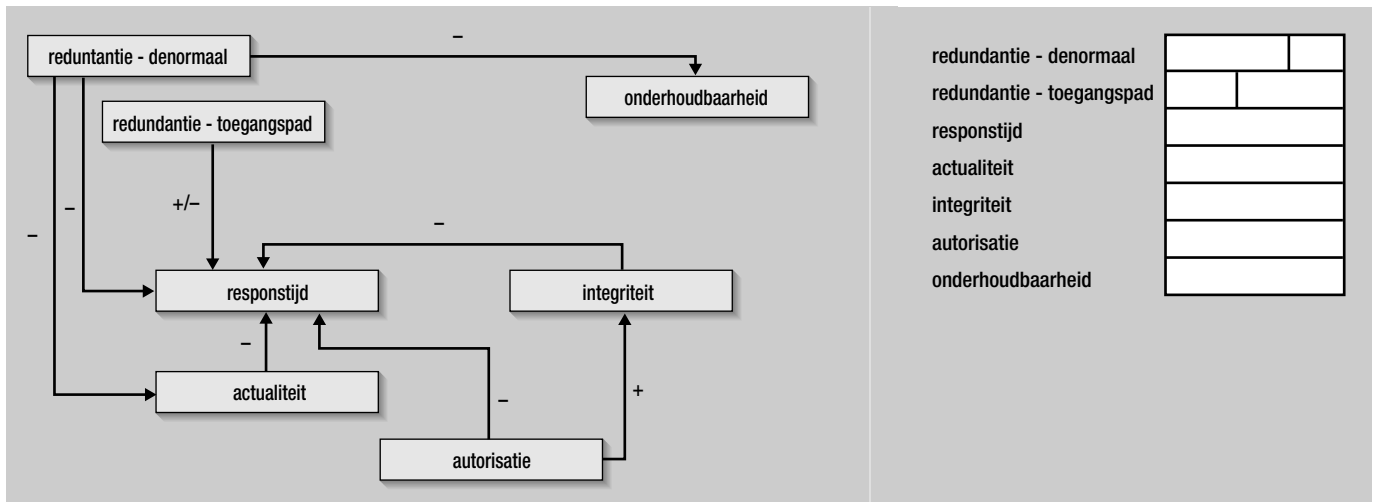 –
reduntantie - denormaal
onderhoudbaarheid
redundantie - toegangspad
+/–
–
–
–
responstijd
integriteit
–
actualiteit
–
+
autorisatie
redundantie - denormaal
redundantie - toegangspad
responstijd
actualiteit
integriteit
autorisatie
onderhoudbaarheid